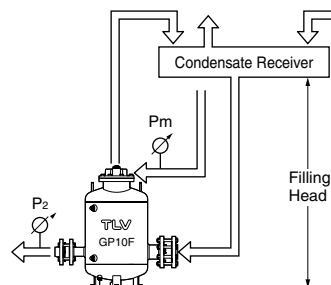 Condensate Receiver
Pm
P2
Filling
Head
TLV
GP10F